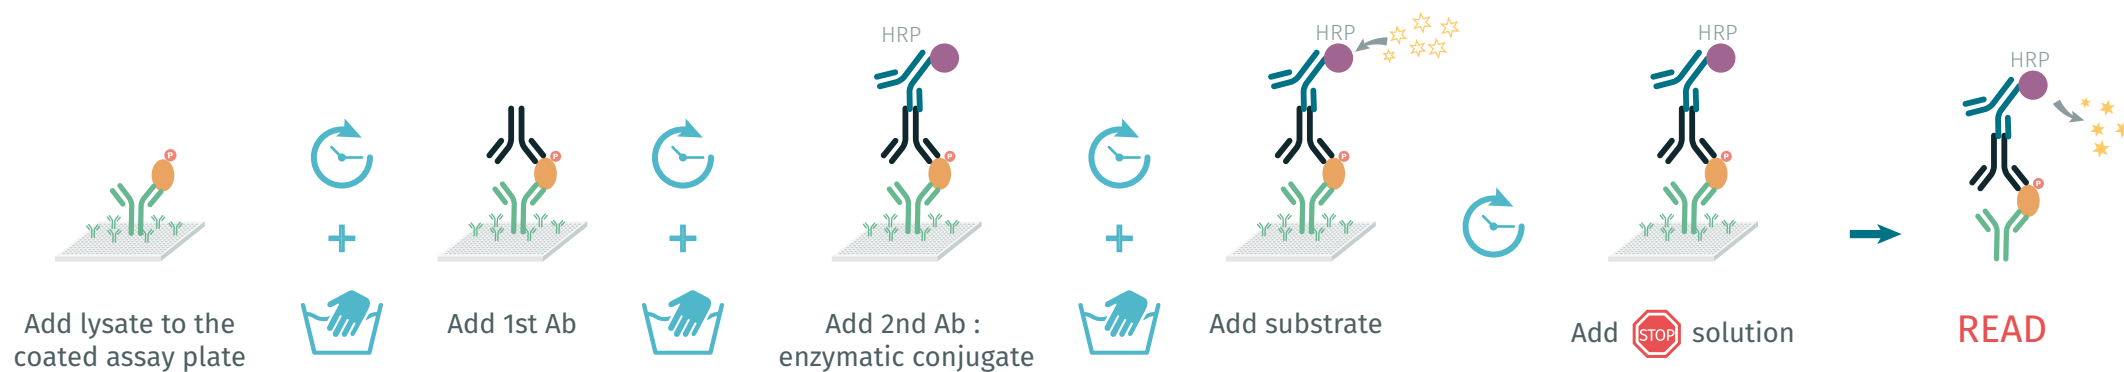 HRP
HRP
HRP
HRP
P
P
P
P
P
P
Add lysate to the
coated assay plate
Add 1st Ab
Add 2nd Ab :
enzymatic conjugate
Add substrate
Add STOP solution
READ